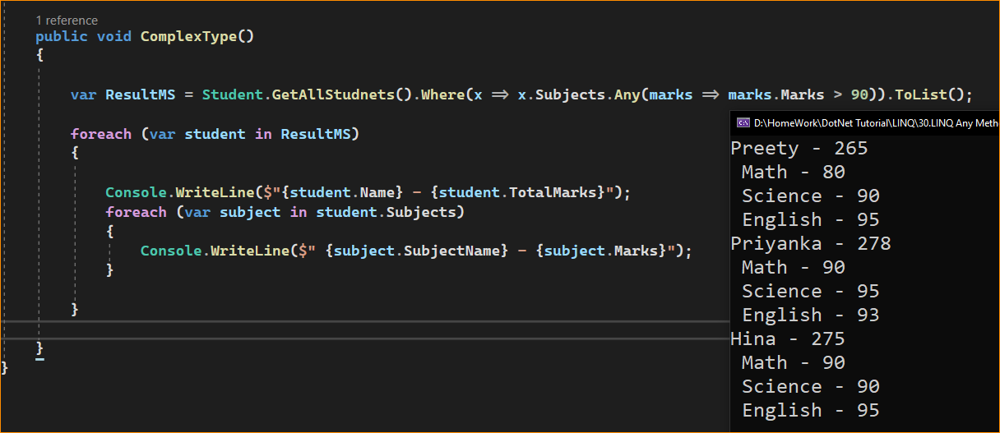 1 reference
public void ComplexType()
{
var ResultMS = Student.GetAllStudnets().Where(x => x.Subjects.Any(marks => marks.Marks > 90)).ToList();
foreach (var student in ResultMS)
{
Console.WriteLine($"{student.Name} - {student.TotalMarks}");
foreach (var subject in student.Subjects)
{
Console.WriteLine($" {subject.SubjectName} - {subject.Marks}");
}
}
}
}
D:\HomeWork\DotNet Tutorial\LINQ\30.LINQ Any Meth
Preety - 265
Math - 80
Science - 90
English - 95
Priyanka - 278
Math - 90
Science - 95
English - 93
Hina - 275
Math - 90
Science - 90
English - 95